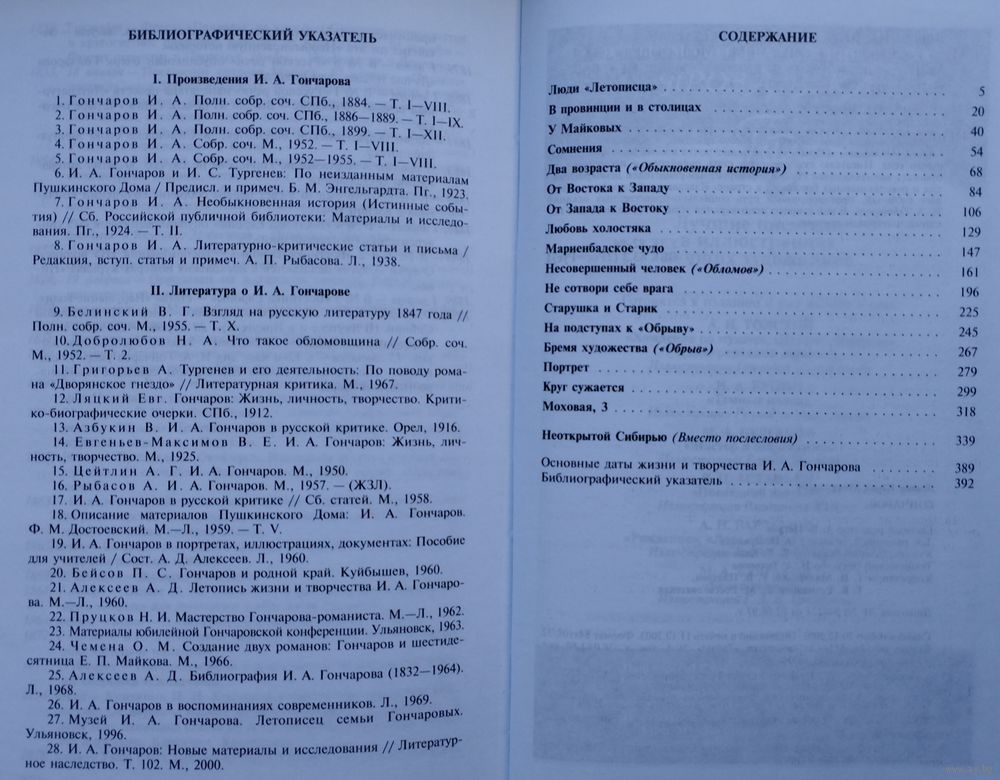 БИБЛИОГРАФИЧЕСКИЙ УКАЗАТЕЛЬ
I. Произведения И. А. Гончарова
1. Гончаров И. А. Полн. собр. соч. СПб., 1884. — Т. I—VIII.
2. Гончаров И. А. Полн. собр. соч. СПб., 1886—1889. — Т. I—IX.
3. Гончаров И. А. Полн. собр. соч. СПб., 1899. — Т. I—XII.
4. Гончаров И. А. Собр. соч. М., 1952. — Т. I—VIII.
5. Гончаров И. А. Собр. соч. М., 1952—1955. — Т. I—VIII.
6. И. А. Гончаров и И. С. Тургенев: По неизданным материалам
Пушкинского Дома / Предисл. и примеч. Б. М. Энгельгардта. Пг., 1923.
7. Гончаров И. А. Необыкновенная история (Истинные собы-
тия) // Сб. Российской публичной библиотеки: Материалы и исследо-
вания. Пг., 1924. — Т. II.
8. Гончаров И. А. Литературно-критические статьи и письма /
Редакция, вступ. статья и примеч. А. П. Рыбасова. Л., 1938.
II. Литература о И. А. Гончарове
9. Белинский В. Г. Взгляд на русскую литературу 1847 года //
Полн. собр. соч. М., 1955. — Т. X.
10. Добролюбов Н. А. Что такое обломовщина // Собр. соч.
М., 1952. — Т. 2.
11. Григорьев А. Тургенев и его деятельность: По поводу рома-
на «Дворянское гнездо» // Литературная критика. М., 1967.
12. Ляцкий Евг. Гончаров: Жизнь, личность, творчество. Крити-
ко-биографические очерки. СПб., 1912.
13. Азбукин В. И. А. Гончаров в русской критике. Орел, 1916.
14. Евгеньев-Максимов В. Е. И. А. Гончаров: Жизнь, лич-
ность, творчество. М., 1925.
15. Цейтлин А. Г. И. А. Гончаров. М., 1950.
16. Рыбасов А. И. А. Гончаров. М., 1957. — (ЖЗЛ).
17. И. А. Гончаров в русской критике // Сб. статей. М., 1958.
18. Описание материалов Пушкинского Дома: И. А. Гончаров.
Ф. М. Достоевский. М.—Л., 1959. — Т. V.
19. И. А. Гончаров в портретах, иллюстрациях, документах: Пособие
для учителей / Сост. А. Д. Алексеев. Л., 1960.
20. Бейсов П. С. Гончаров и родной край. Куйбышев, 1960.
21. Алексеев А. Д. Летопись жизни и творчества И. А. Гончаро-
ва. М.—Л., 1960.
22. Пруцков Н. И. Мастерство Гончарова-романиста. М.—Л., 1962.
23. Материалы юбилейной Гончаровской конференции. Ульяновск, 1963.
24. Чемена О. М. Создание двух романов: Гончаров и шестиде-
сятница Е. П. Майкова. М., 1966.
25. Алексеев А. Д. Библиография И. А. Гончарова (1832—1964).
Л., 1968.
26. И. А. Гончаров в воспоминаниях современников. Л., 1969.
27. Музей И. А. Гончарова. Летописец семьи Гончаровых.
Ульяновск, 1996.
28. И. А. Гончаров: Новые материалы и исследования // Литератур-
ное наследство. Т. 102. М., 2000.
СОДЕРЖАНИЕ
Люди «Летописца» . . . 5
В провинции и в столицах . . . 20
У Майковых . . . 40
Сомнения . . . 54
Два возраста («Обыкновенная история») . . . 68
От Востока к Западу . . . 84
От Запада к Востоку . . . 106
Любовь холостяка . . . 129
Мариенбадское чудо . . . 147
Несовершенный человек («Обломов») . . . 161
Не сотвори себе врага . . . 196
Старушка и Старик . . . 225
На подступах к «Обрыву» . . . 245
Бремя художества («Обрыв») . . . 267
Портрет . . . 279
Круг сужается . . . 299
Моховая, 3 . . . 318
Неоткрытой Сибирью (Вместо послесловия) . . . 339
Основные даты жизни и творчества И. А. Гончарова . . . 389
Библиографический указатель . . . 392